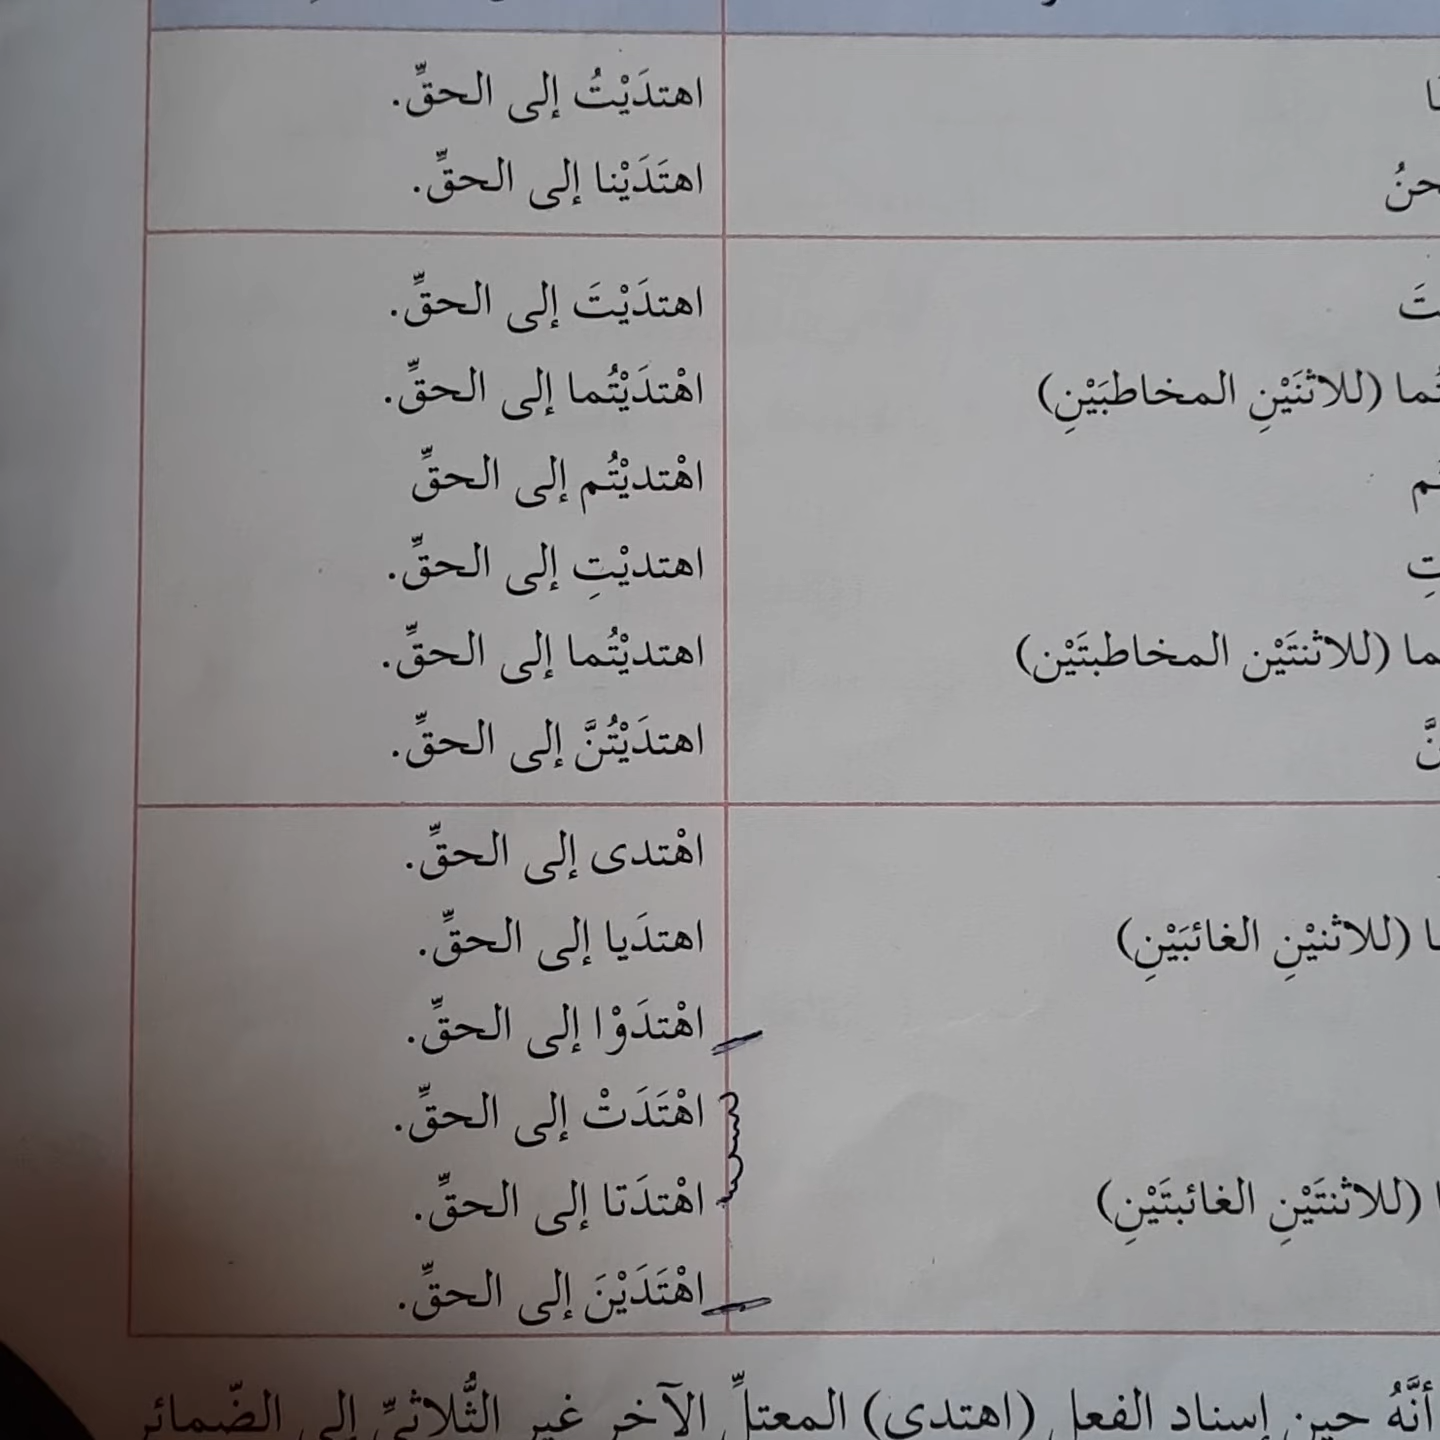 اهتدَيْتُ إلى الحقِّ.
اهتَدَيْنا إلى الحقِّ.
اهتدَيْتَ إلى الحقِّ.
(للاثنَيْنِ المخاطبَيْنِ) اهْتدَيْتُما إلى الحقِّ.
اهْتديْتُم إلى الحقِّ
اهتديْتِ إلى الحقِّ.
(للاثنتَيْن المخاطبتَيْن) اهتديْتُما إلى الحقِّ.
اهتدَيْتُنَّ إلى الحقِّ.
اهْتدى إلى الحقِّ.
(للاثنيْنِ الغائبَيْنِ) اهتدَيا إلى الحقِّ.
اهْتدَوْا إلى الحقِّ.
اهْتَدَتْ إلى الحقِّ.
(للاثنتَيْنِ الغائبتَيْنِ) اهْتدَتا إلى الحقِّ.
اهْتَدَيْنَ إلى الحقِّ.
أنَّهُ حين إسناد الفعل (اهتدى) المعتلِّ الآخر غير الثُّلاثيِّ إلى الضّمائر